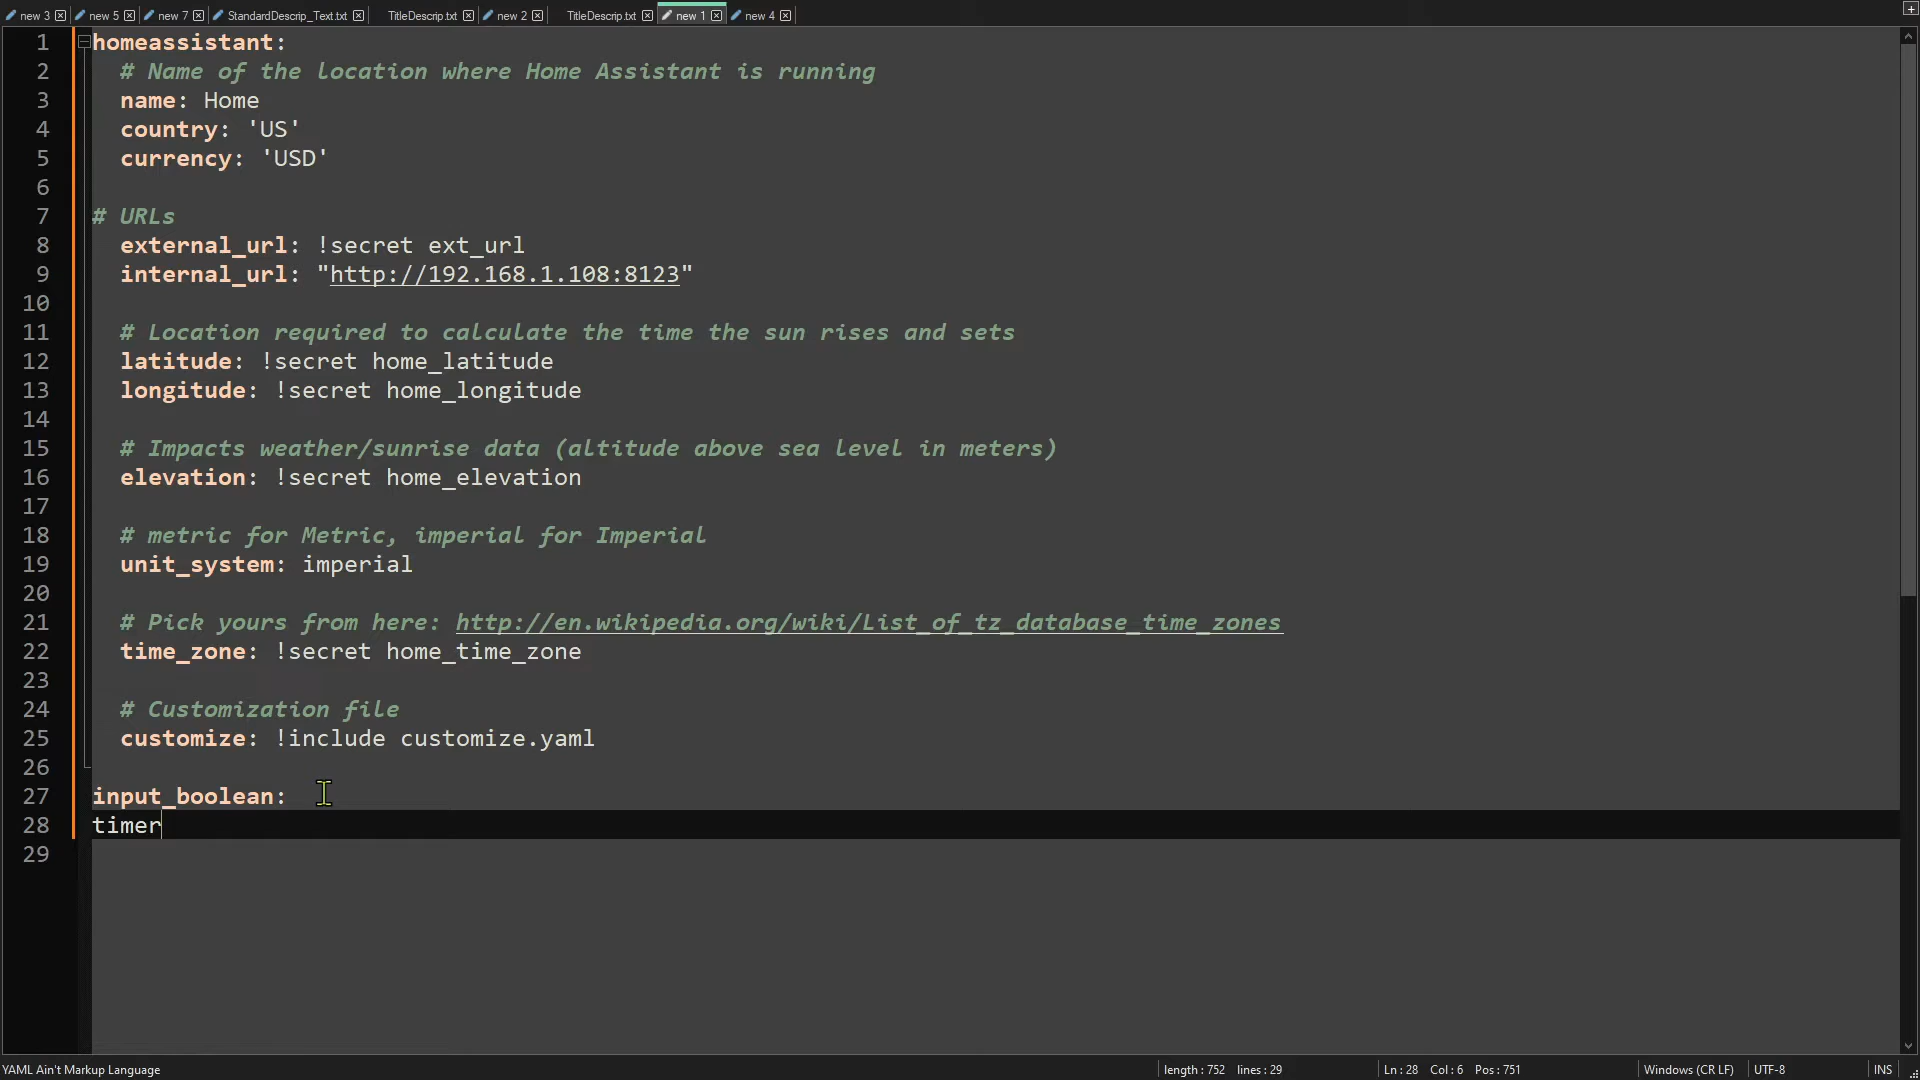 new 3 new 5 new 7 StandardDescrip_Text.txt TitleDescrip.txt new 2 TitleDescrip.txt new 1 new 4
1 homeassistant:
2 # Name of the location where Home Assistant is running
3 name: Home
4 country: 'US'
5 currency: 'USD'
6
7 # URLs
8 external_url: !secret ext_url
9 internal_url: "http://192.168.1.108:8123"
10
11 # Location required to calculate the time the sun rises and sets
12 latitude: !secret home_latitude
13 longitude: !secret home_longitude
14
15 # Impacts weather/sunrise data (altitude above sea level in meters)
16 elevation: !secret home_elevation
17
18 # metric for Metric, imperial for Imperial
19 unit_system: imperial
20
21 # Pick yours from here: http://en.wikipedia.org/wiki/List_of_tz_database_time_zones
22 time_zone: !secret home_time_zone
23
24 # Customization file
25 customize: !include customize.yaml
26
27 input_boolean:
28 timer
29
YAML Ain't Markup Language length : 752 lines : 29 Ln : 28 Col : 6 Pos : 751 Windows (CR LF) UTF-8 INS